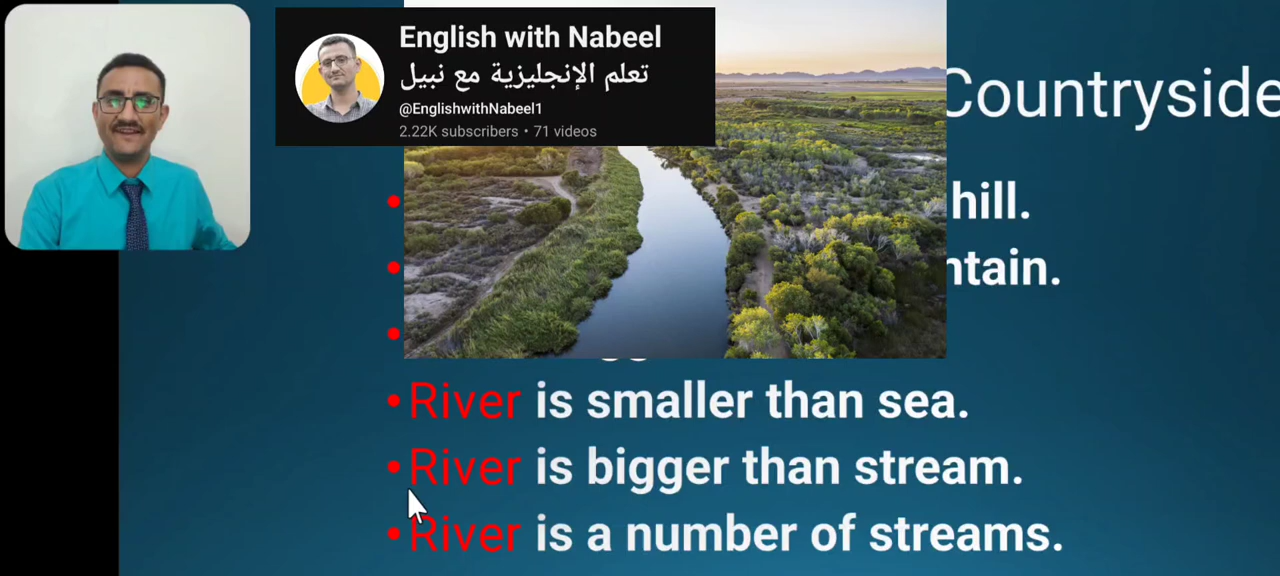 English with Nabeel
تعلم الإنجليزية مع نبيل
@EnglishwithNabeel1
2.22K subscribers • 71 videos
Countryside
hill.
ntain.
• River is smaller than sea.
• River is bigger than stream.
• River is a number of streams.